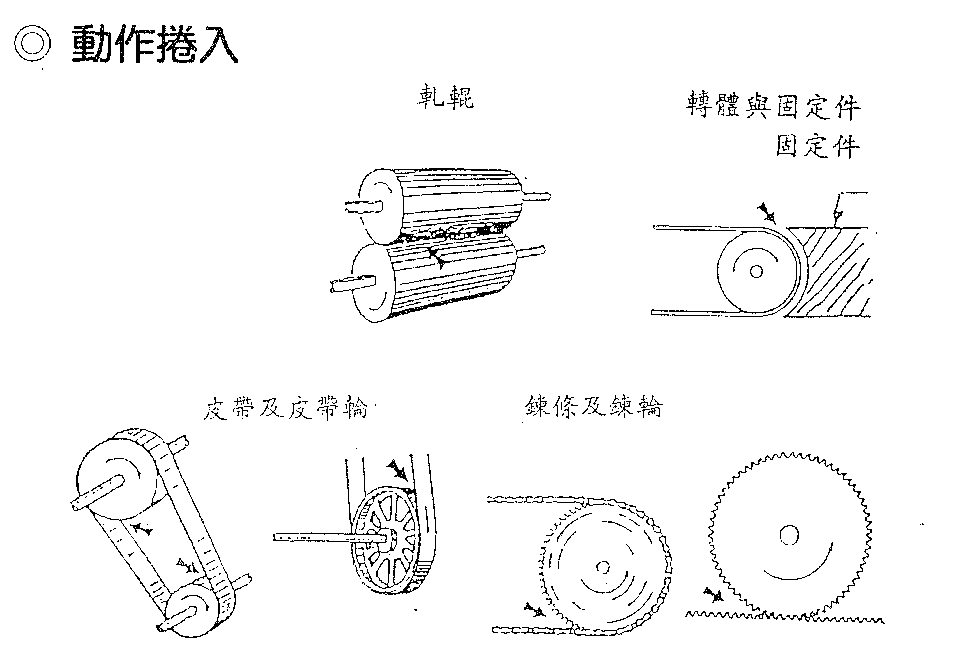 ◎ 動作捲入
軋輥
轉體與固定件
固定件
皮帶及皮帶輪
鍊條及鍊輪